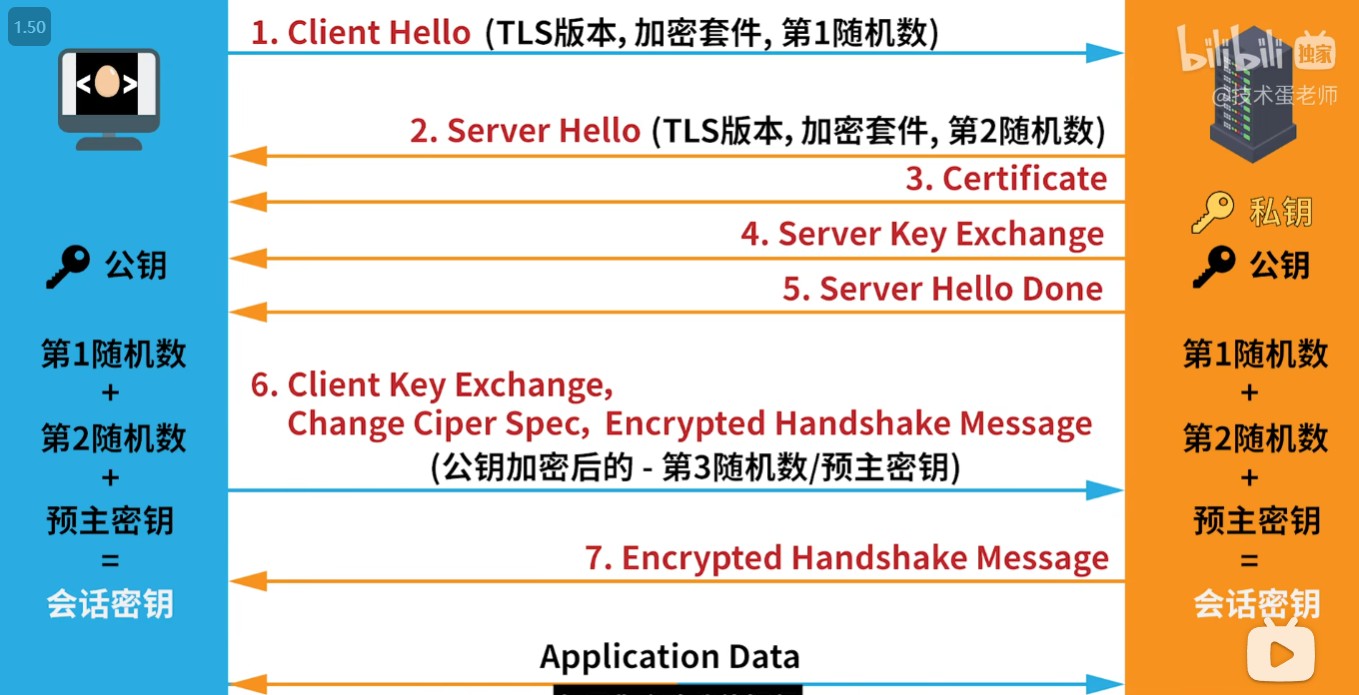 1.50
1. Client Hello (TLS版本, 加密套件, 第1随机数)
bilibili 独家
@技术蛋老师
2. Server Hello (TLS版本, 加密套件, 第2随机数)
3. Certificate
私钥
4. Server Key Exchange
公钥
公钥
5. Server Hello Done
第1随机数
+
第2随机数
+
预主密钥
=
会话密钥
6. Client Key Exchange,
Change Ciper Spec, Encrypted Handshake Message
(公钥加密后的 - 第3随机数/预主密钥)
7. Encrypted Handshake Message
Application Data
第1随机数
+
第2随机数
+
预主密钥
=
会话密钥